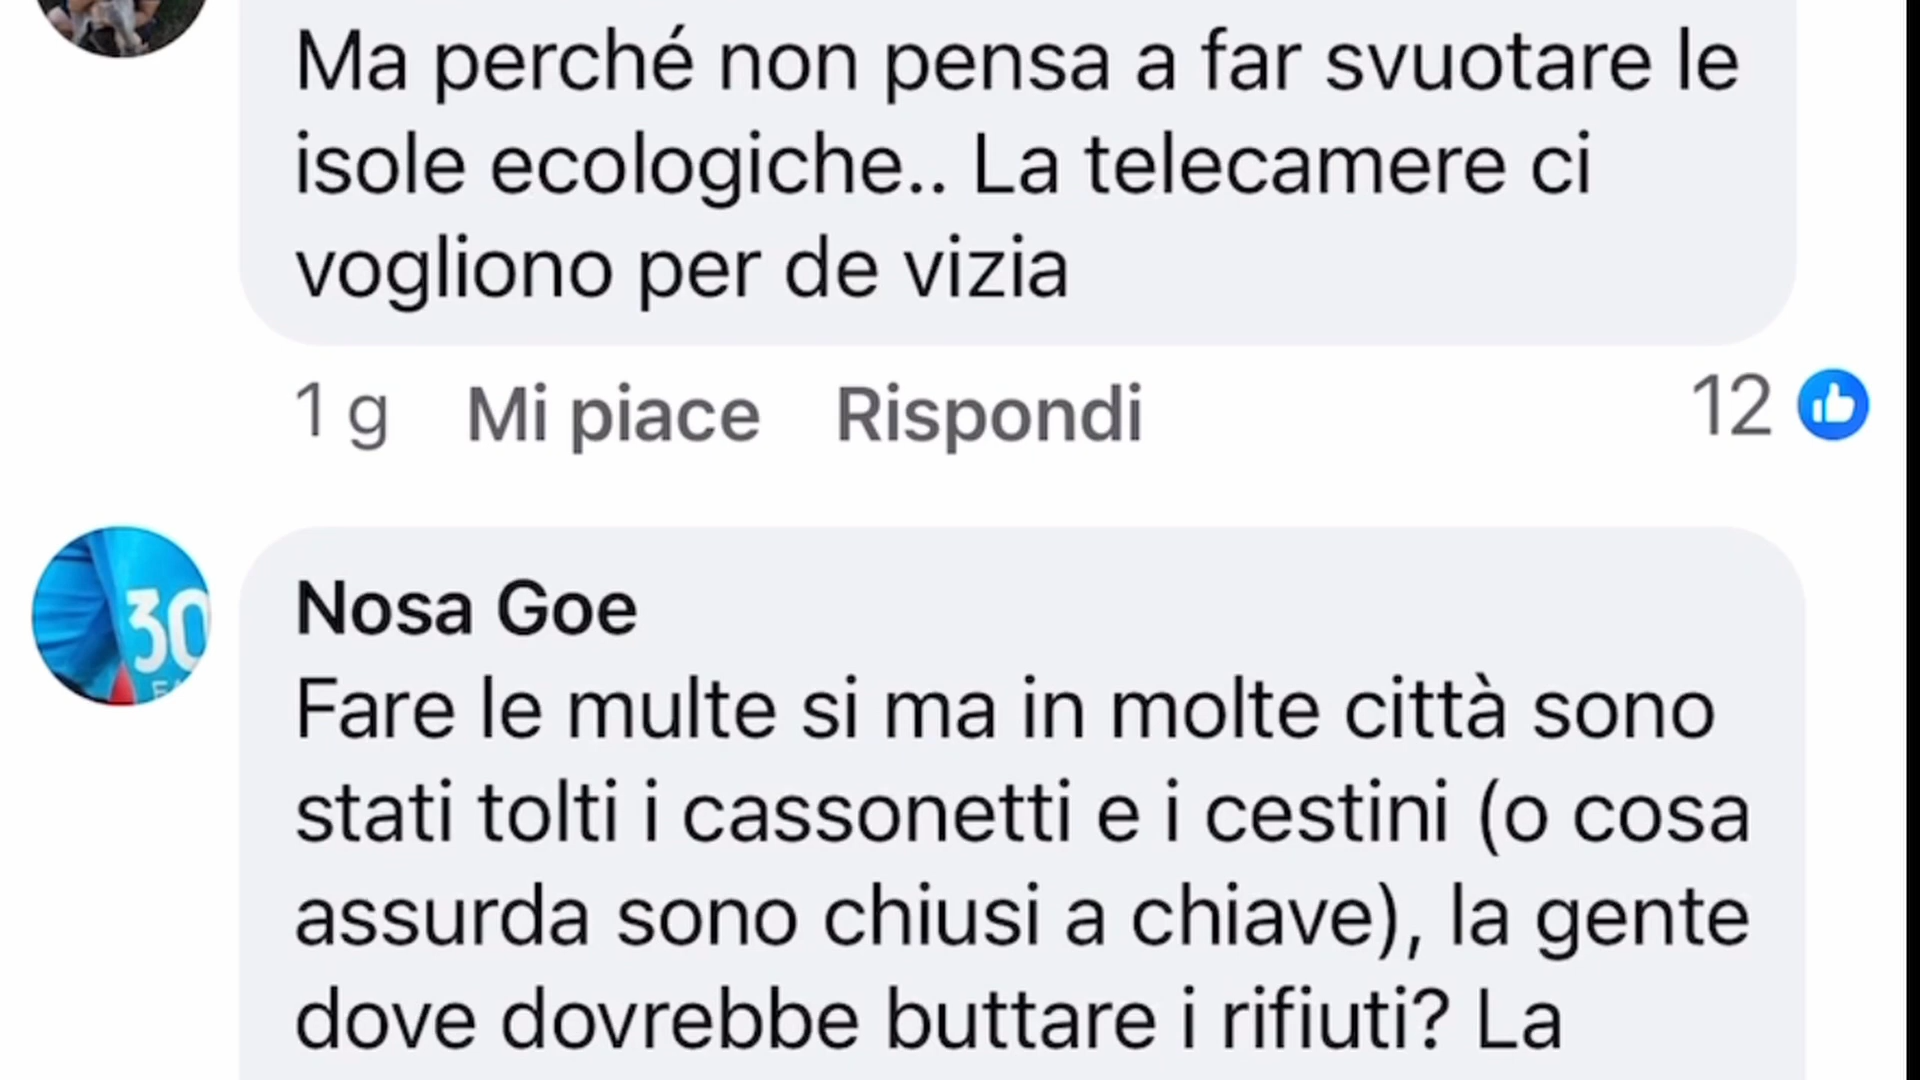 Ma perché non pensa a far svuotare le
isole ecologiche.. La telecamere ci
vogliono per de vizia
1 g Mi piace Rispondi 12
30
Nosa Goe
Fare le multe si ma in molte città sono
stati tolti i cassonetti e i cestini (o cosa
assurda sono chiusi a chiave), la gente
dove dovrebbe buttare i rifiuti? La